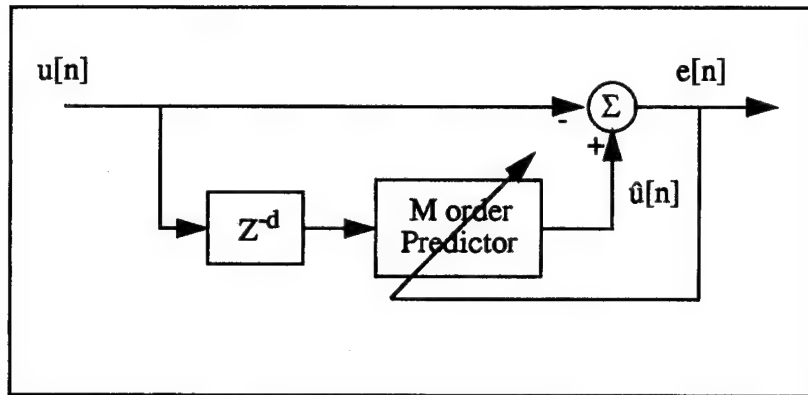 u[n]
e[n]
Σ
-
+
û[n]
Z-d
M order
Predictor